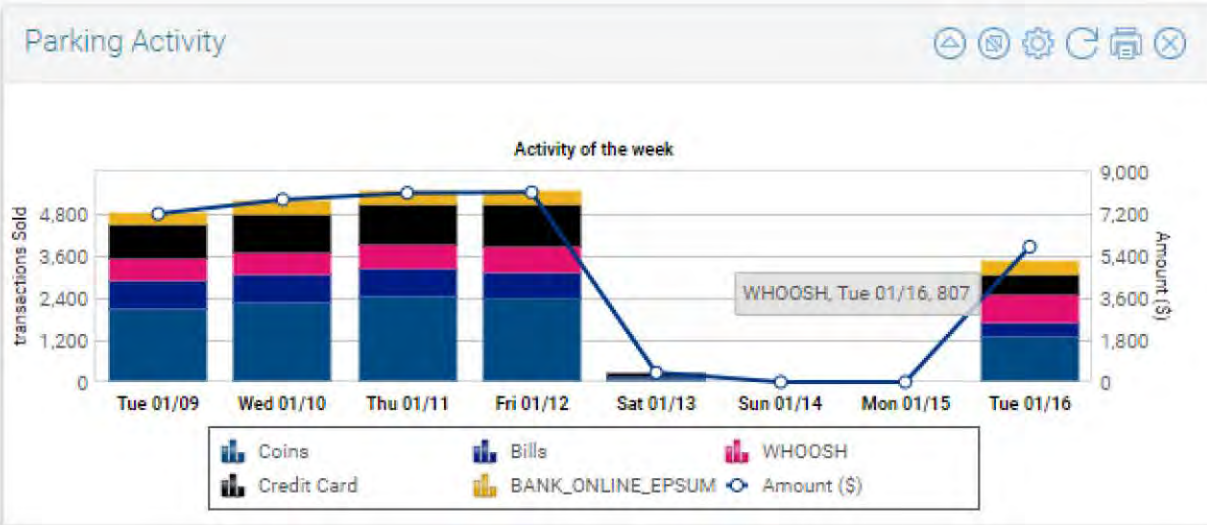 Parking Activity
Activity of the week
transactions Sold
4,800
3,600
2,400
1,200
0
9,000
7,200
5,400
3,600
1,800
0
Amount ($)
WHOOSH, Tue 01/16, 807
Tue 01/09 Wed 01/10 Thu 01/11 Fri 01/12 Sat 01/13 Sun 01/14 Mon 01/15 Tue 01/16
Coins Bills WHOOSH
Credit Card BANK_ONLINE_EPSUM Amount ($)